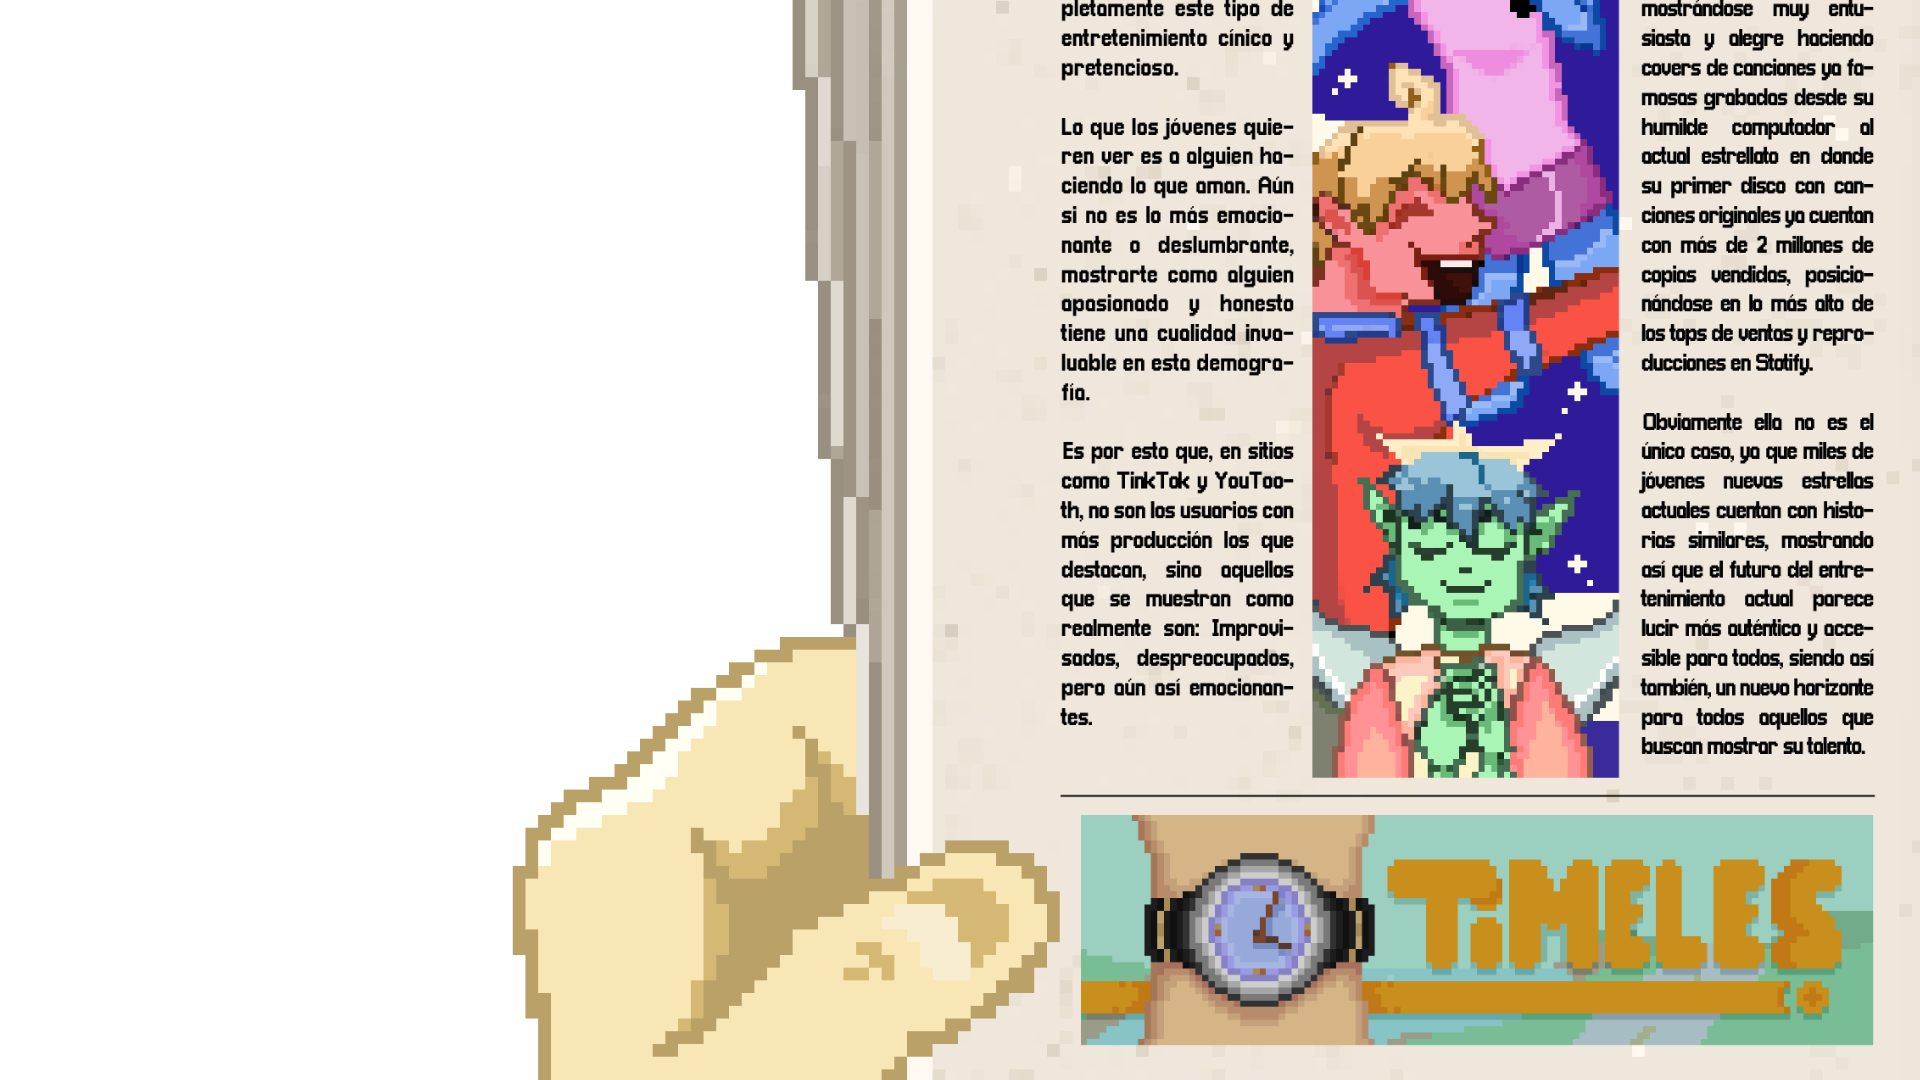 pletamente este tipo de
entretenimiento cínico y
pretencioso.
Lo que los jóvenes quie-
ren ver es a alguien ha-
ciendo lo que aman. Aún
si no es lo más emocio-
nante o deslumbrante,
mostrarte como alguien
apasionado y honesto
tiene una cualidad inva-
luable en esta demogra-
fía.
Es por esto que, en sitios
como TinkTok y YouToo-
th, no son los usuarios con
más producción los que
destacan, sino aquellos
que se muestran como
realmente son: Improvi-
sados, despreocupados,
pero aún así emocionan-
tes.
mostrándose muy entu-
siasta y alegre haciendo
covers de canciones ya fa-
mosas grabadas desde su
humilde computador al
actual estrellato en donde
su primer disco con can-
ciones originales ya cuentan
con más de 2 millones de
copias vendidas, posicio-
nándose en lo más alto de
los tops de ventas y repro-
ducciones en Statify.
Obviamente ella no es el
único caso, ya que miles de
jóvenes nuevas estrellas
actuales cuentan con histo-
rias similares, mostrando
así que el futuro del entre-
tenimiento actual parece
lucir más auténtico y acce-
sible para todos, siendo así
también, un nuevo horizonte
para todos aquellos que
buscan mostrar su talento.
TiMELES